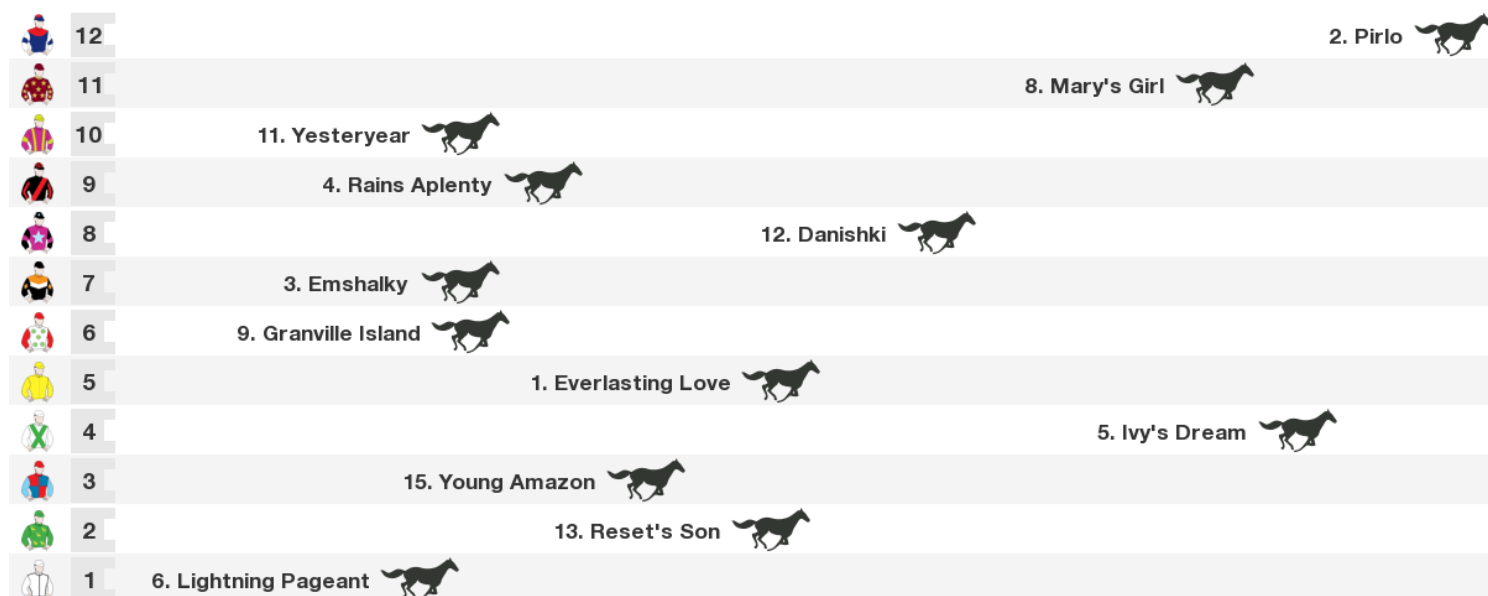 12 2. Pirlo
11 8. Mary's Girl
10 11. Yesteryear
9 4. Rains Aplenty
8 12. Danishki
7 3. Emshalky
6 9. Granville Island
5 1. Everlasting Love
4 5. Ivy's Dream
3 15. Young Amazon
2 13. Reset's Son
1 6. Lightning Pageant